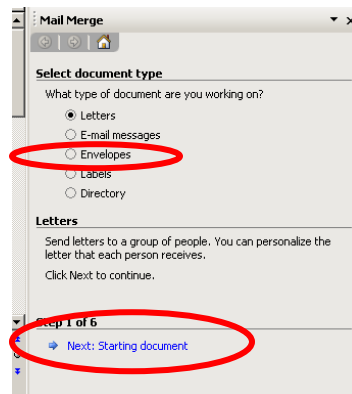 Mail Merge
Select document type
What type of document are you working on?
Letters
E-mail messages
Envelopes
Labels
Directory
Letters
Send letters to a group of people. You can personalize the
letter that each person receives.
Click Next to continue.
Step 1 of 6
Next: Starting document